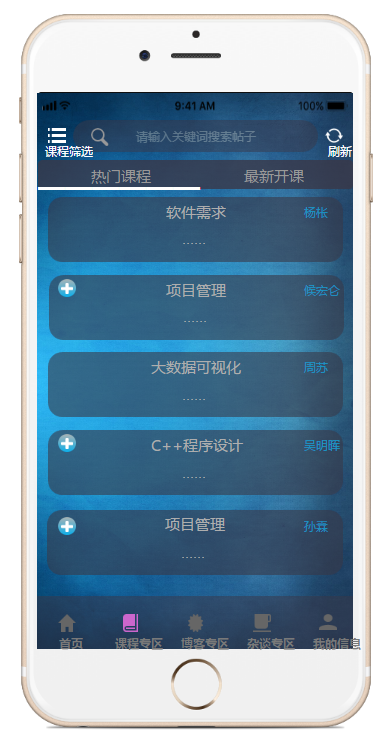 9:41 AM 100%
请输入关键词搜索帖子
课程筛选 刷新
热门课程 最新开课
软件需求 杨枨
......
项目管理 候宏仑
......
大数据可视化 周苏
......
C++程序设计 吴明晖
......
项目管理 孙霖
......
首页 课程专区 博客专区 杂谈专区 我的信息